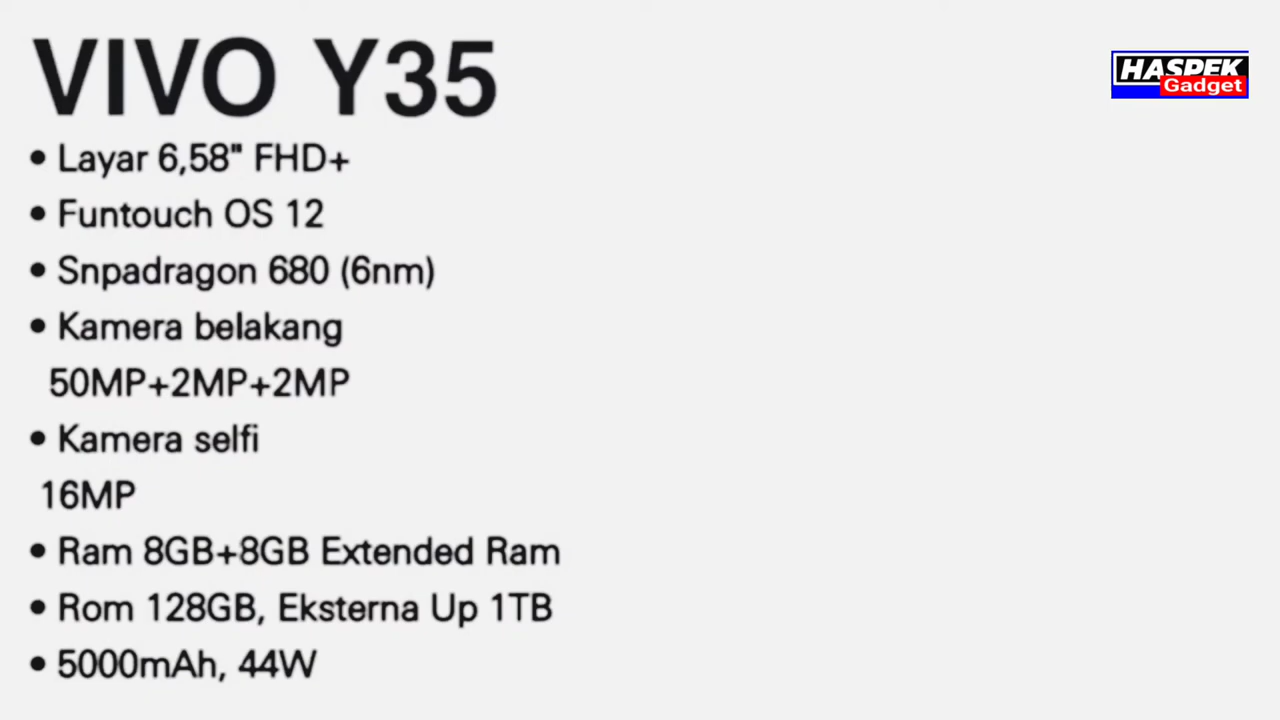 VIVO Y35
HASPEK
Gadget
• Layar 6,58" FHD+
• Funtouch OS 12
• Snpadragon 680 (6nm)
• Kamera belakang
50MP+2MP+2MP
• Kamera selfi
16MP
• Ram 8GB+8GB Extended Ram
• Rom 128GB, Eksterna Up 1TB
• 5000mAh, 44W